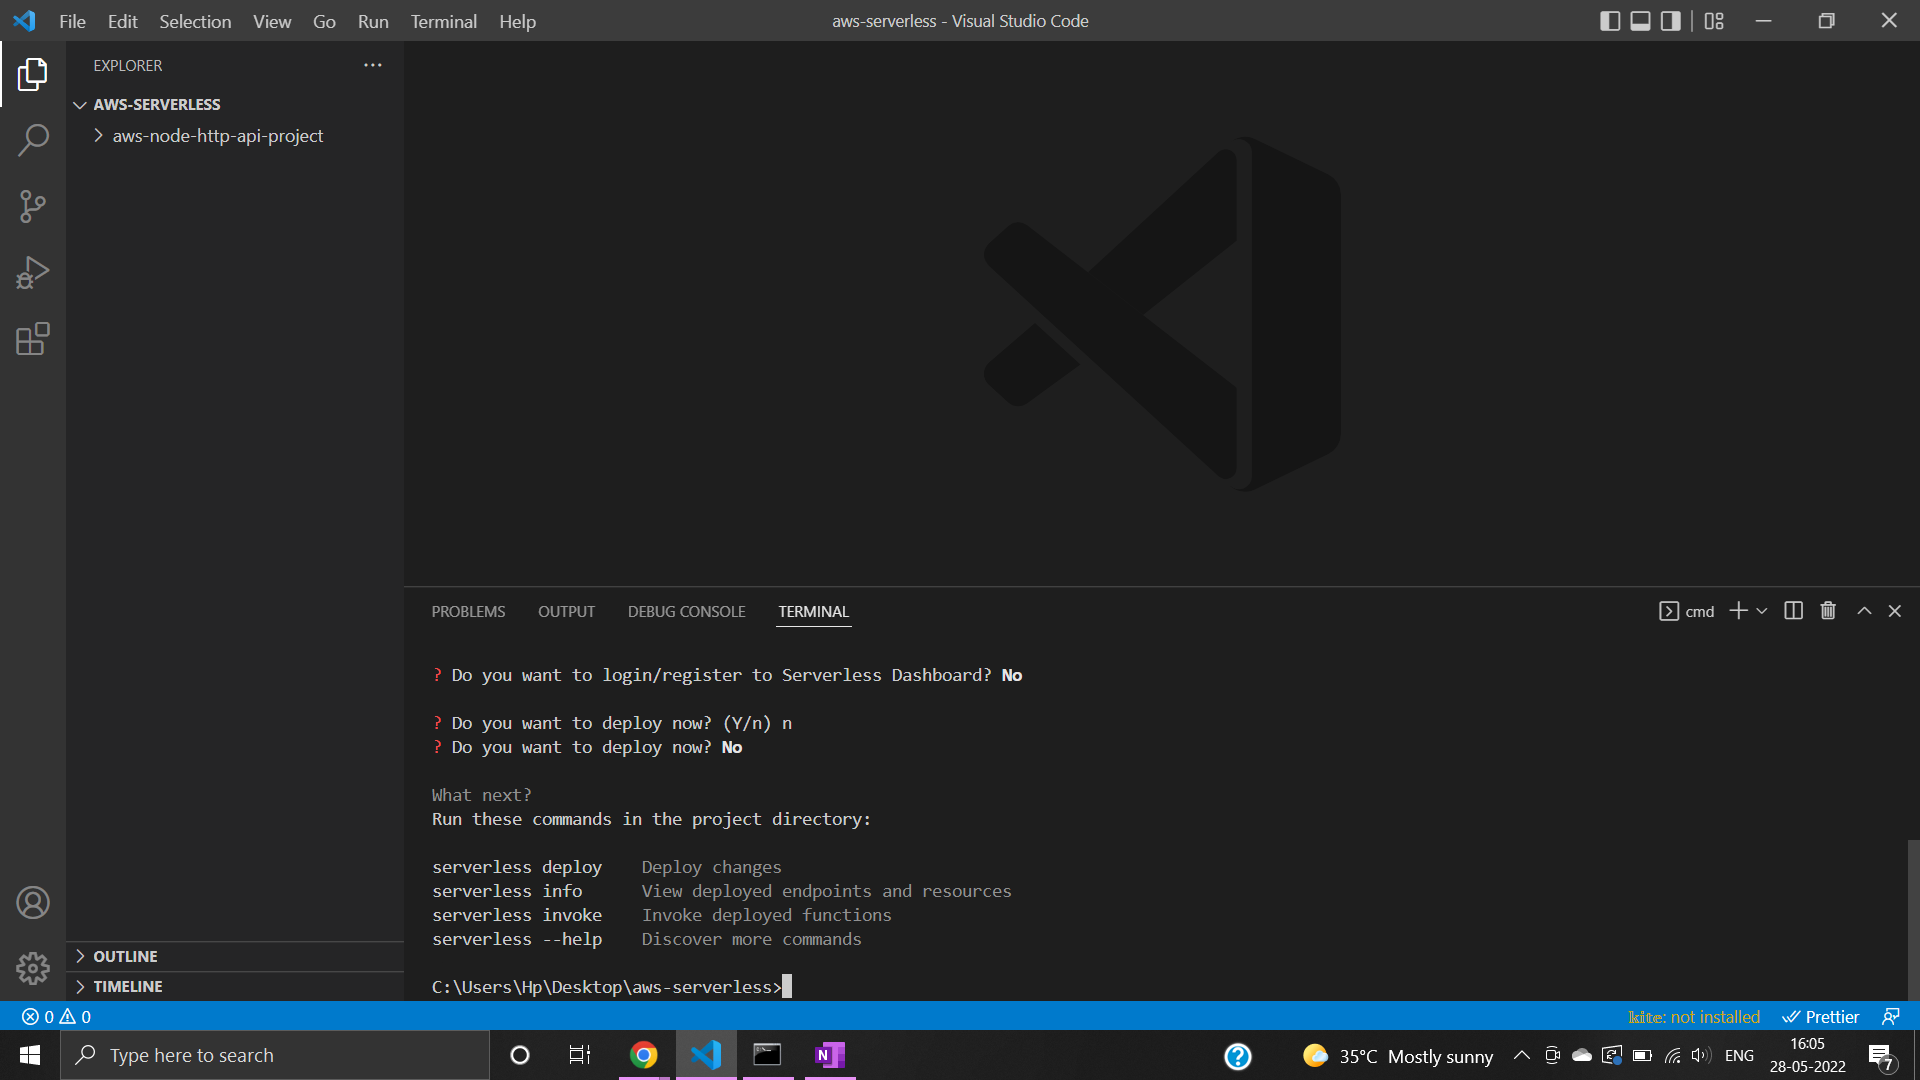 File Edit Selection View Go Run Terminal Help
aws-serverless - Visual Studio Code
EXPLORER
AWS-SERVERLESS
aws-node-http-api-project
OUTLINE
TIMELINE
PROBLEMS OUTPUT DEBUG CONSOLE TERMINAL
cmd
? Do you want to login/register to Serverless Dashboard? No
? Do you want to deploy now? (Y/n) n
? Do you want to deploy now? No
What next?
Run these commands in the project directory:
serverless deploy Deploy changes
serverless info View deployed endpoints and resources
serverless invoke Invoke deployed functions
serverless --help Discover more commands
C:\Users\Hp\Desktop\aws-serverless>
0 0
kite: not installed Prettier
Type here to search
N
?
35°C Mostly sunny
ENG
16:05
28-05-2022
7